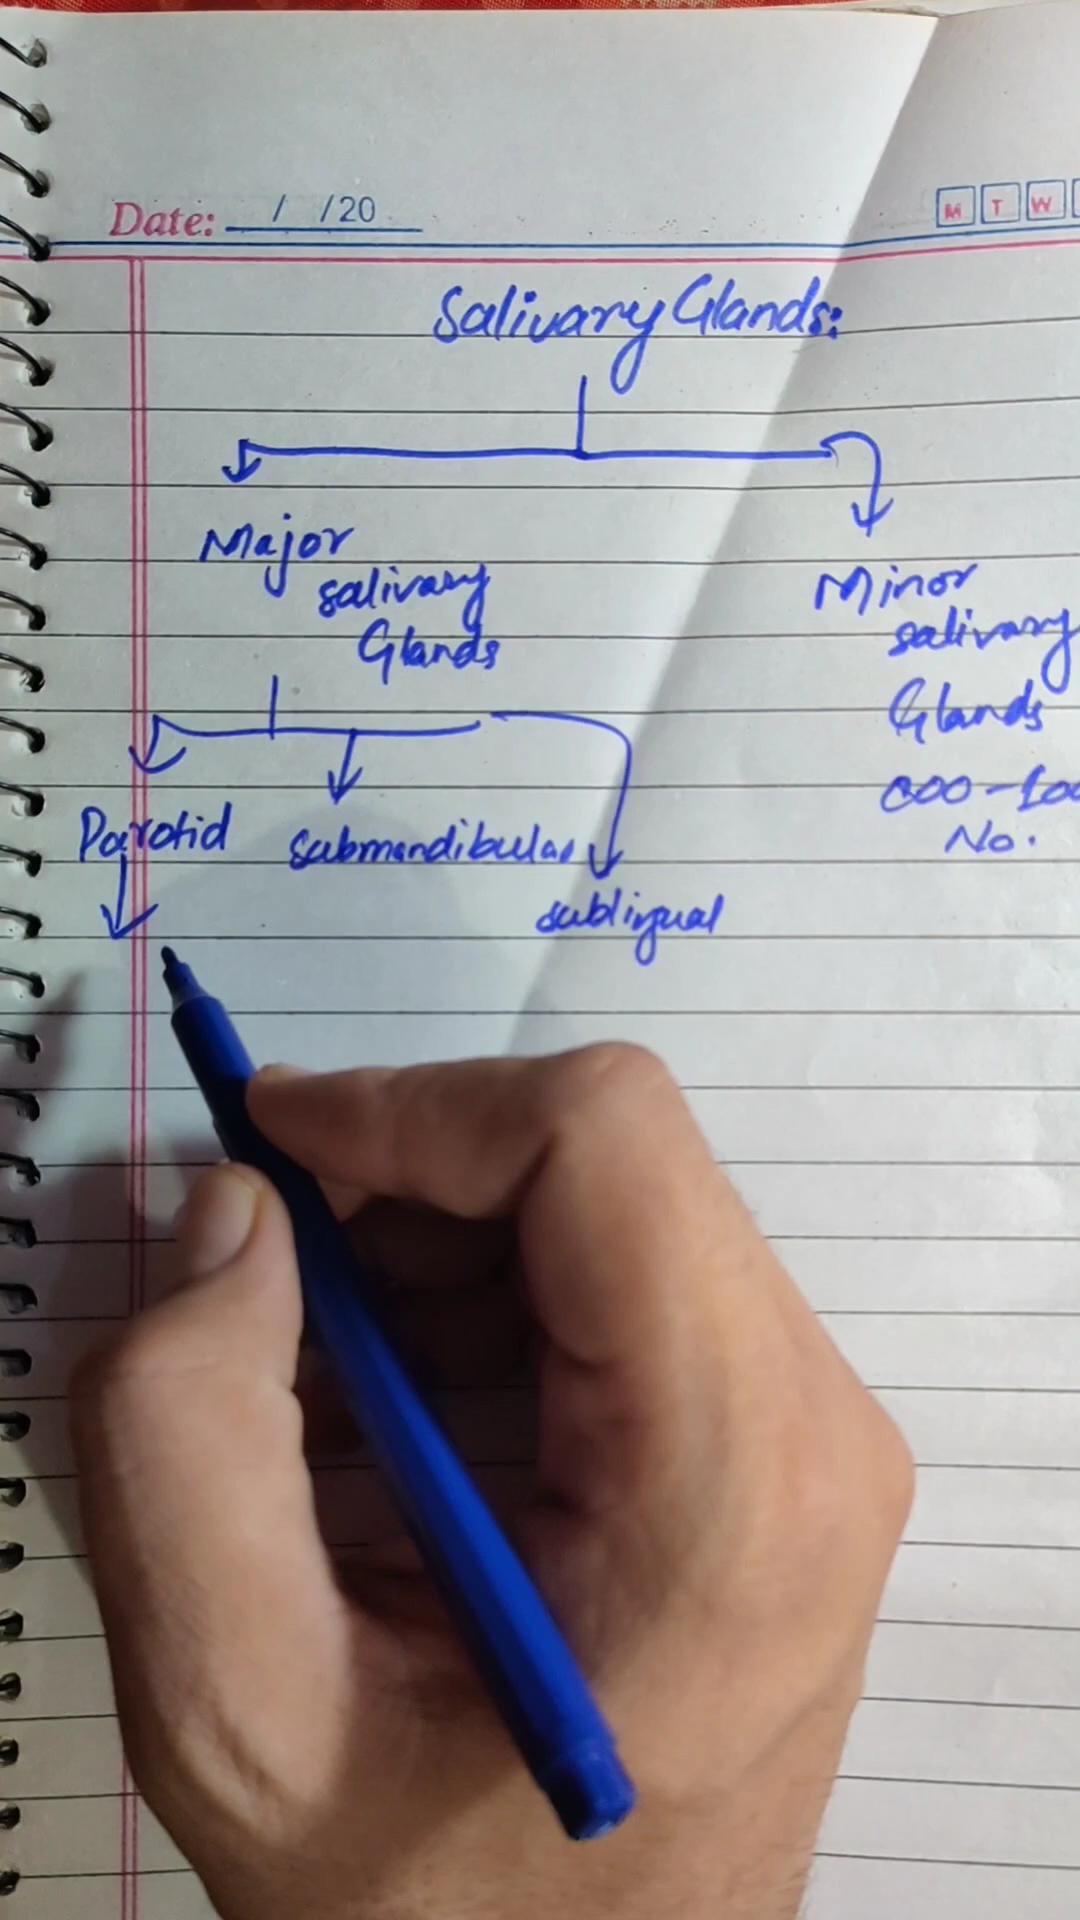 Date: / /20
M T W
Salivary Glands:
Major
salivary
Glands
Minor
salivary
Glands
No.
Parotid
submandibular
sublingual